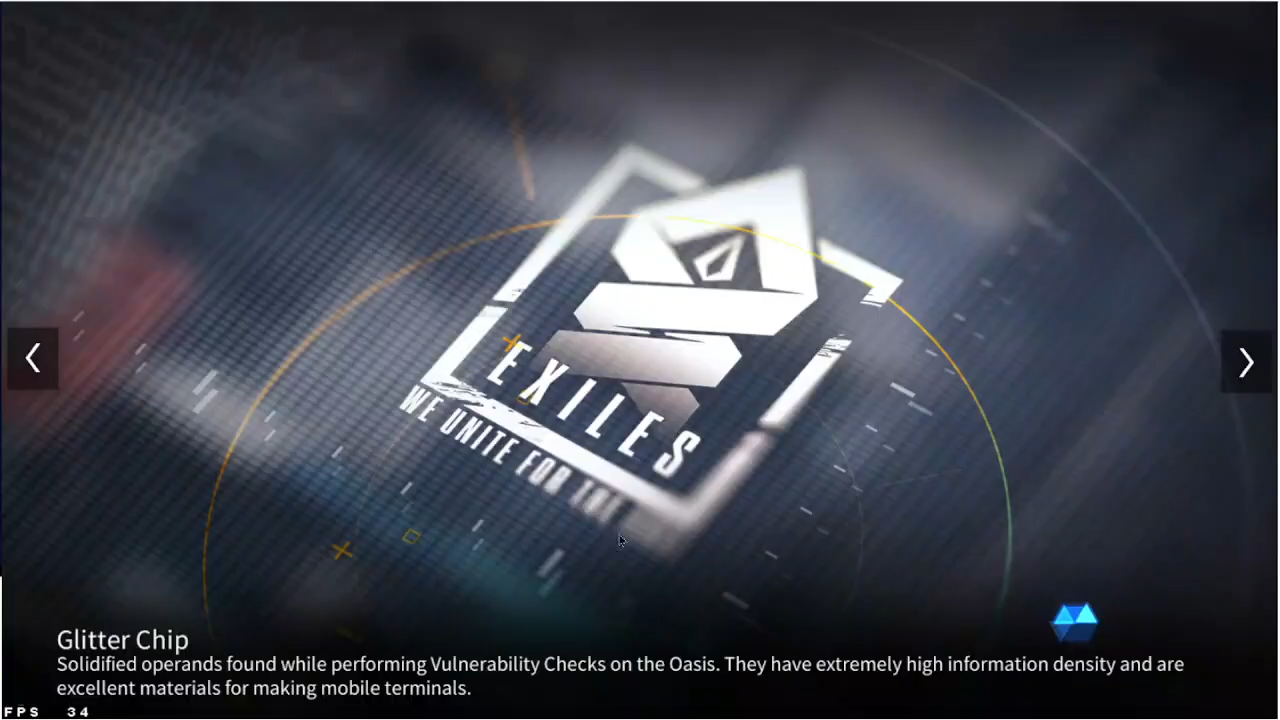 EXILES
WE UNITE FOR THE
Glitter Chip
Solidified operands found while performing Vulnerability Checks on the Oasis. They have extremely high information density and are
excellent materials for making mobile terminals.
FPS 34